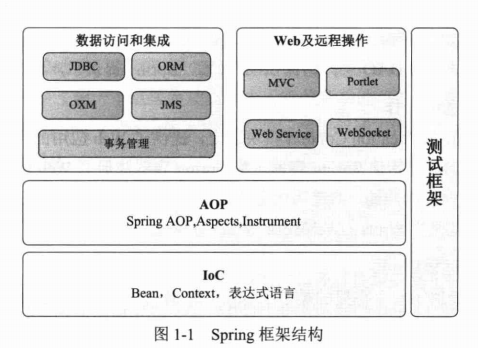 数据访问和集成
JDBC
ORM
OXM
JMS
事务管理
Web及远程操作
MVC
Portlet
Web Service
WebSocket
测试框架
AOP
Spring AOP,Aspects,Instrument
IoC
Bean，Context，表达式语言
图 1-1 Spring 框架结构